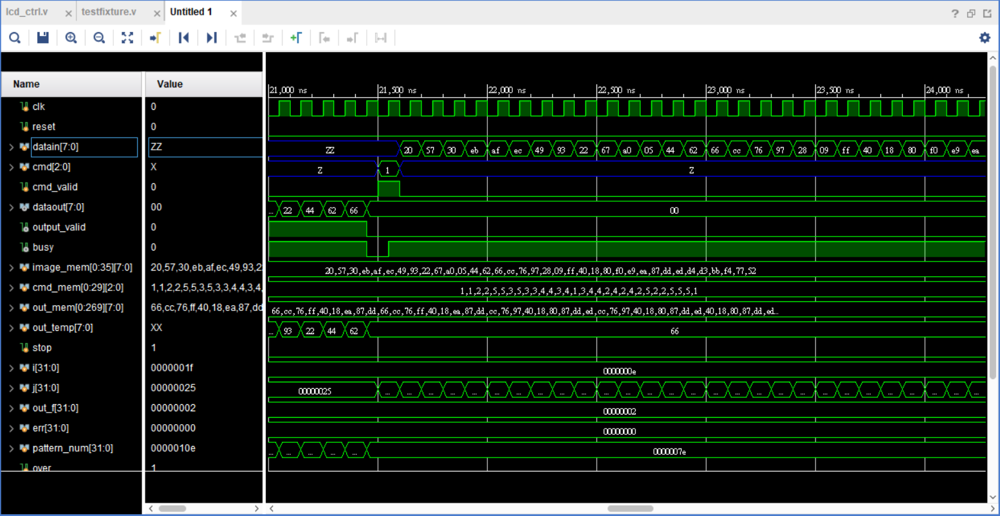 lcd_ctrl.v × testfixture.v × Untitled 1 ×
?
Name Value
21,000 ns 21,500 ns 22,000 ns 22,500 ns 23,000 ns 23,500 ns 24,000 ns
clk 0
reset 0
datain[7:0] ZZ ZZ 20 57 30 eb af ec 49 93 22 67 a0 05 44 62 66 cc 76 97 28 09 ff 40 18 80 f0 e9 ea
cmd[2:0] X Z 1 Z
cmd_valid 0
dataout[7:0] 00 ... 22 44 62 66 00
output_valid 0
busy 0
image_mem[0:35][7:0] 20,57,30,eb,af,ec,49,93,2 20,57,30,eb,af,ec,49,93,22,67,a0,05,44,62,66,cc,76,97,28,09,ff,40,18,80,f0,e9,ea,87,dd,ed,d4,d3,bb,f4,77,52
cmd_mem[0:29][2:0] 1,1,2,2,5,5,3,5,3,3,4,4,3,4, 1,1,2,2,5,5,3,5,3,3,4,4,3,4,1,3,4,4,2,4,2,4,2,5,2,2,5,5,5,1
out_mem[0:269][7:0] 66,cc,76,ff,40,18,ea,87,dd 66,cc,76,ff,40,18,ea,87,dd,66,cc,76,ff,40,18,ea,87,dd,cc,76,97,40,18,80,87,dd,ed,cc,76,97,40,18,80,87,dd,ed,40,18,80,87,dd,ed...
out_temp[7:0] XX ... 93 22 44 62 66
stop 1
i[31:0] 0000001f 0000000e
j[31:0] 00000025 00000025 ... ... ... ... ... ... ... ... ... ... ... ... ... ... ... ... ... ... ... ... ... ... ... ... ... ... ... ...
out_f[31:0] 00000002 00000002
err[31:0] 00000000 00000000
pattern_num[31:0] 0000010e ... ... ... ... ... 0000007e
over 1